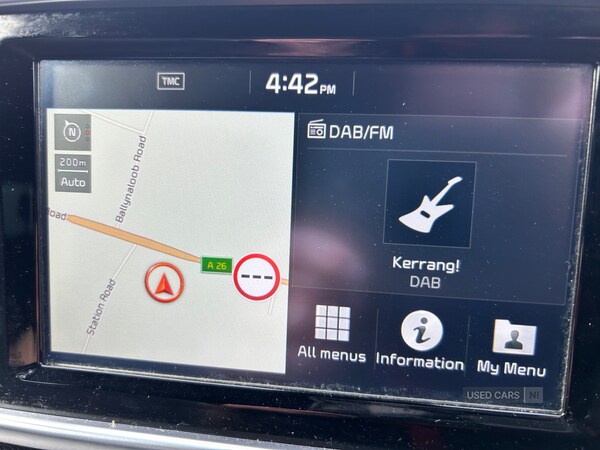 TMC
4:42PM
N
200m
Auto
Ballynaloob Road
oad
A 26
---
Station Road
DAB/FM
Kerrang!
DAB
All menus
Information
My Menu
USED CARS NI